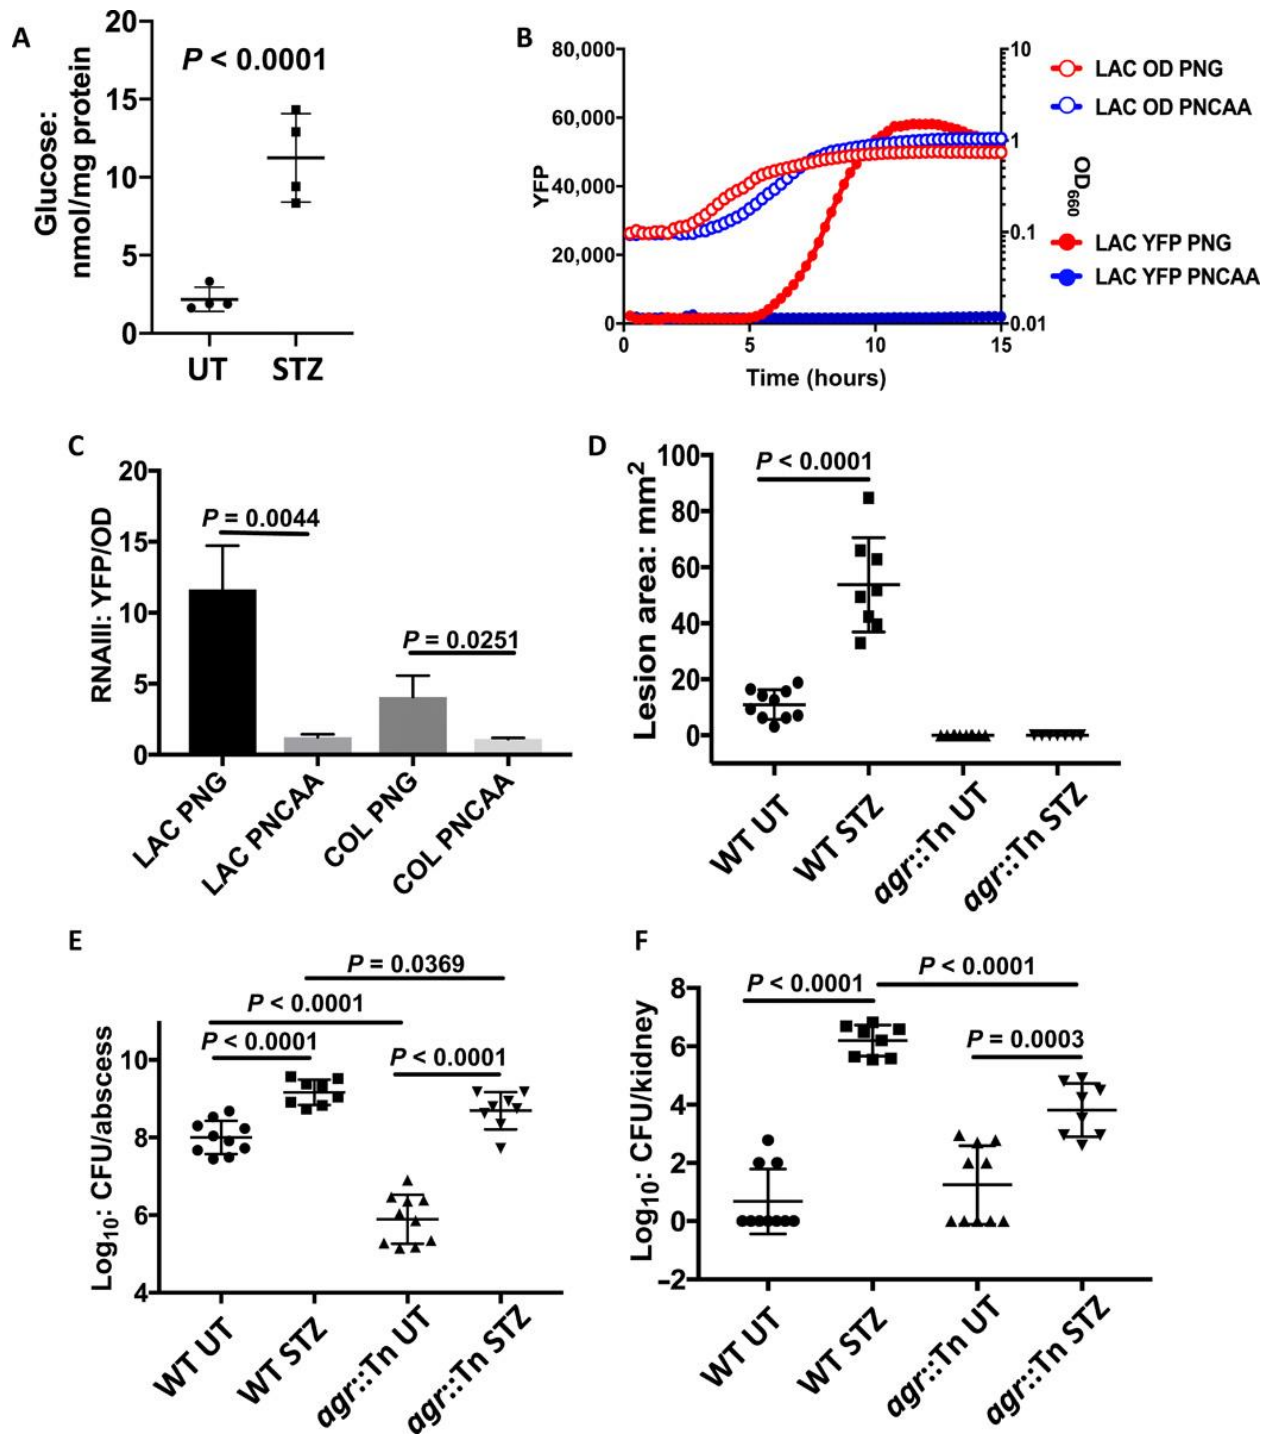 A
P < 0.0001
Glucose:
nmol/mg protein
20
15
10
5
0
UT
STZ
B
YFP
80,000
60,000
40,000
20,000
0
10
1
0.1
0.01
OD660
0
5
10
15
Time (hours)
LAC OD PNG
LAC OD PNCAA
LAC YFP PNG
LAC YFP PNCAA
C
RNAIII: YFP/OD
20
15
10
5
0
P = 0.0044
P = 0.0251
LAC PNG
LAC PNCAA
COL PNG
COL PNCAA
D
Lesion area: mm2
100
80
60
40
20
0
P < 0.0001
WT UT
WT STZ
agr::Tn UT
agr::Tn STZ
E
Log10: CFU/abscess
10
8
6
4
P = 0.0369
P < 0.0001
P < 0.0001
P < 0.0001
WT UT
WT STZ
agr::Tn UT
agr::Tn STZ
F
Log10: CFU/kidney
8
6
4
2
0
–2
P < 0.0001
P < 0.0001
P = 0.0003
WT UT
WT STZ
agr::Tn UT
agr::Tn STZ